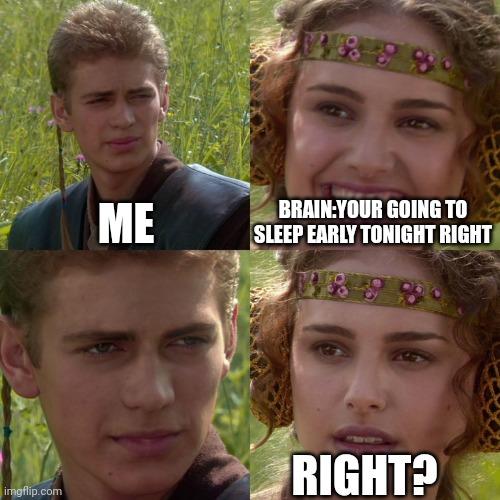 ME
BRAIN:YOUR GOING TO
SLEEP EARLY TONIGHT RIGHT
RIGHT?
imgflip.com